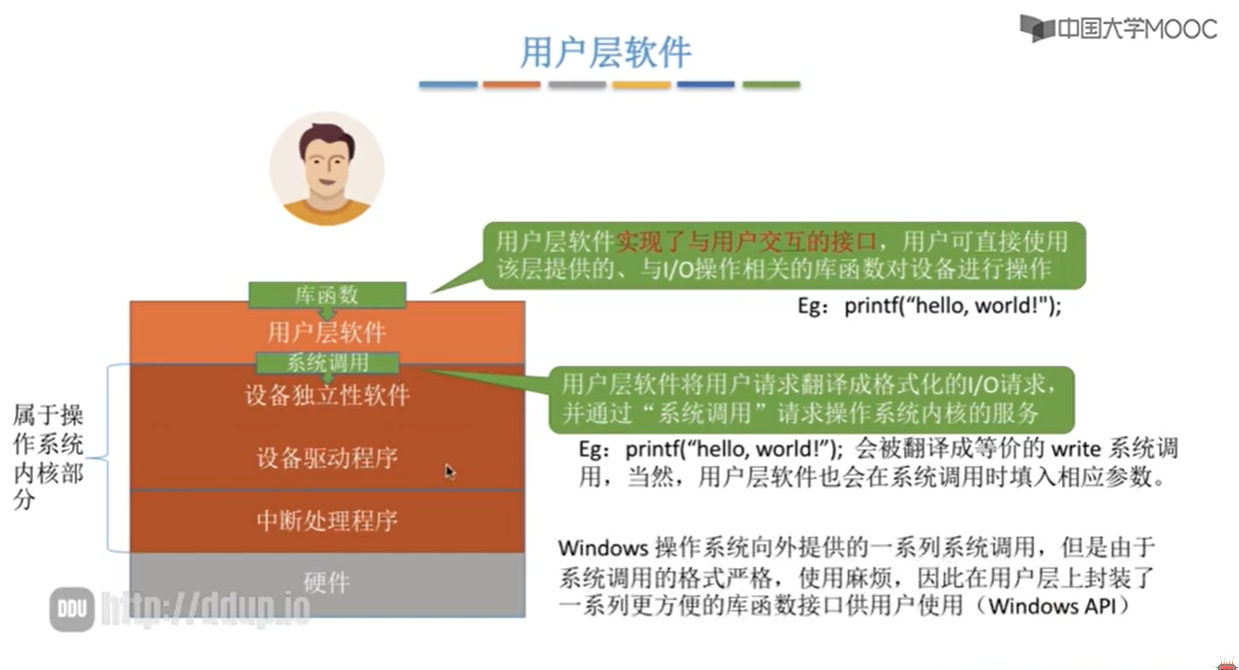 中国大学MOOC
用户层软件
用户层软件实现了与用户交互的接口，用户可直接使用
该层提供的、与I/O操作相关的库函数对设备进行操作
库函数
Eg：printf(“hello, world!");
用户层软件
系统调用
用户层软件将用户请求翻译成格式化的I/O请求，
并通过“系统调用”请求操作系统内核的服务
设备独立性软件
属于操
作系统
内核部
分
Eg：printf(“hello, world!”); 会被翻译成等价的 write 系统调
用，当然，用户层软件也会在系统调用时填入相应参数。
设备驱动程序
中断处理程序
Windows 操作系统向外提供的一系列系统调用，但是由于
系统调用的格式严格，使用麻烦，因此在用户层上封装了
一系列更方便的库函数接口供用户使用（Windows API）
硬件
DDU http://ddup.io